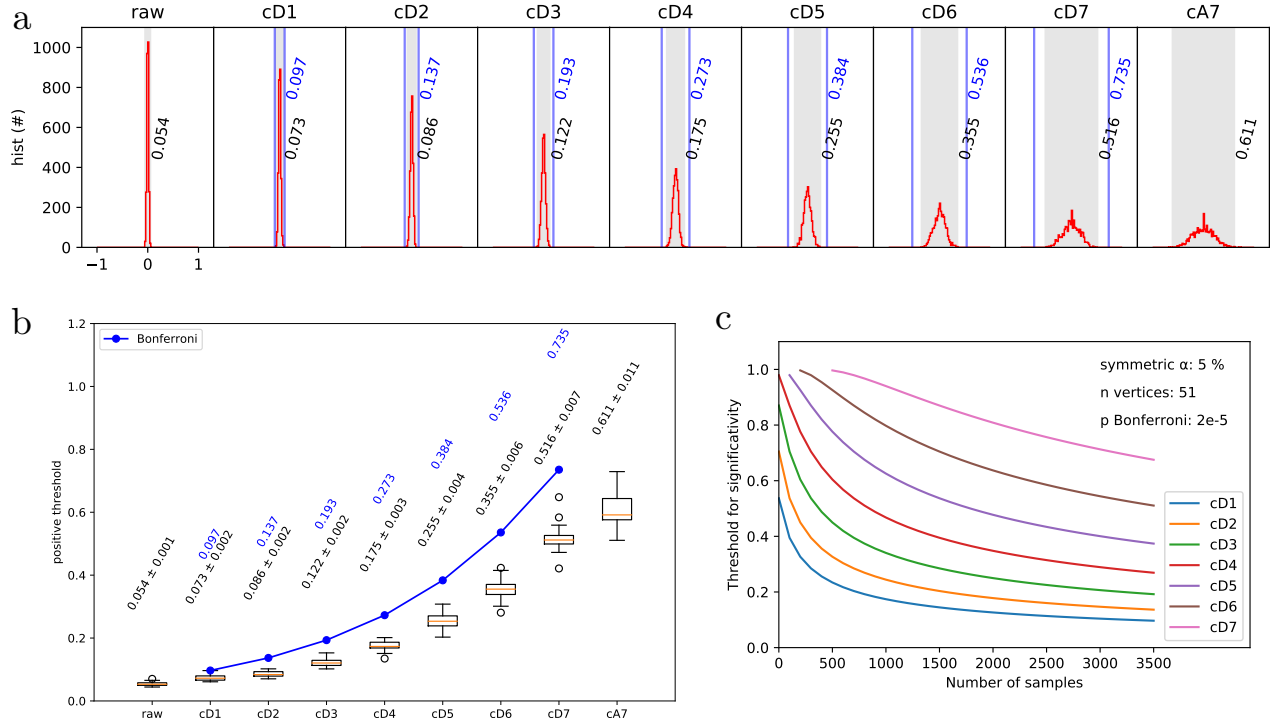 a
raw cD1 cD2 cD3 cD4 cD5 cD6 cD7 cA7
hist (#)
1000
800
600
400
200
0
0.054
0.097
0.073
0.137
0.086
0.193
0.122
0.273
0.175
0.384
0.255
0.536
0.355
0.735
0.516
0.611
−1 0 1
b
Bonferroni
positive threshold
1.2
1.0
0.8
0.6
0.4
0.2
0.0
0.054 ± 0.001
0.097
0.073 ± 0.002
0.137
0.086 ± 0.002
0.193
0.122 ± 0.002
0.273
0.175 ± 0.003
0.384
0.255 ± 0.004
0.536
0.355 ± 0.006
0.735
0.516 ± 0.007
0.611 ± 0.011
raw cD1 cD2 cD3 cD4 cD5 cD6 cD7 cA7
c
symmetric α: 5 %
n vertices: 51
p Bonferroni: 2e-5
Threshold for significativity
1.0
0.8
0.6
0.4
0.2
0.0
cD1
cD2
cD3
cD4
cD5
cD6
cD7
0 500 1000 1500 2000 2500 3000 3500
Number of samples